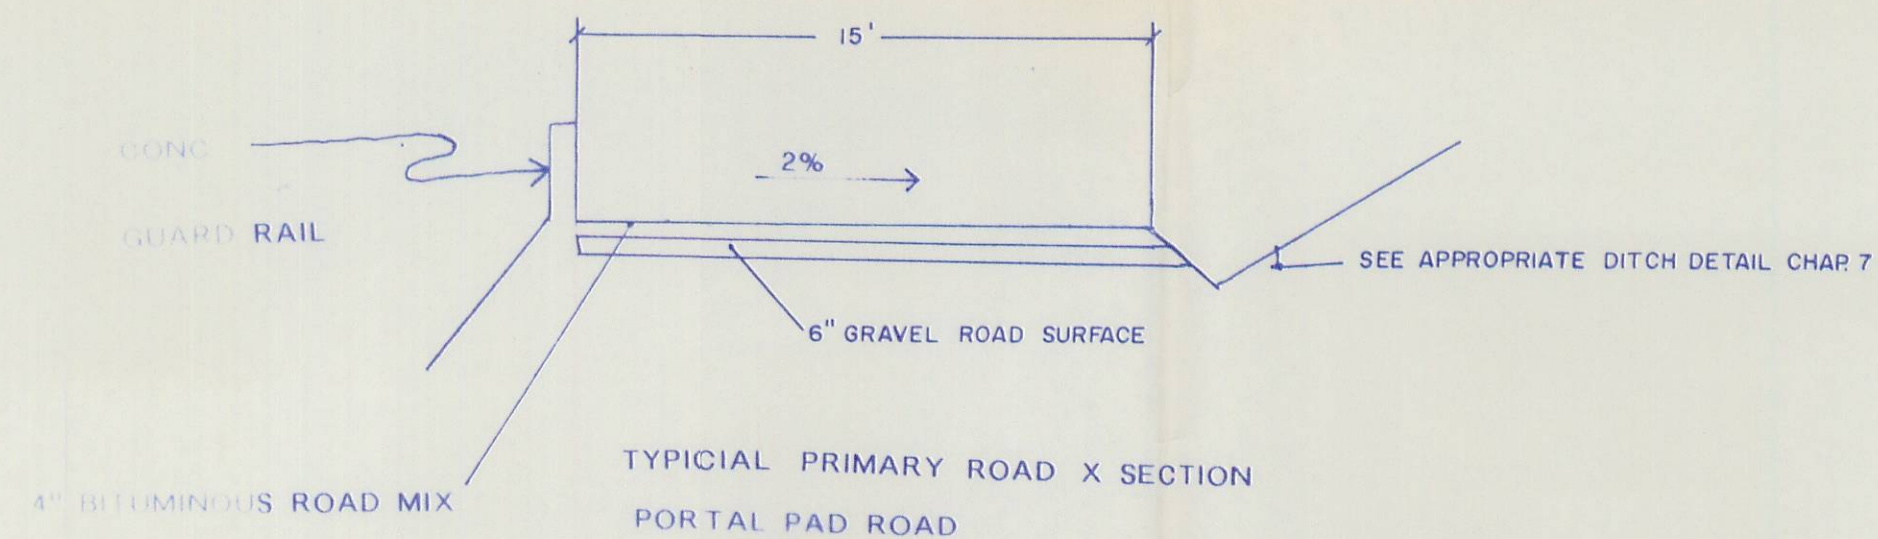 15'
CONC
2%
GUARD RAIL
SEE APPROPRIATE DITCH DETAIL CHAP. 7
6" GRAVEL ROAD SURFACE
TYPICIAL PRIMARY ROAD X SECTION
4" BITUMINOUS ROAD MIX
PORTAL PAD ROAD